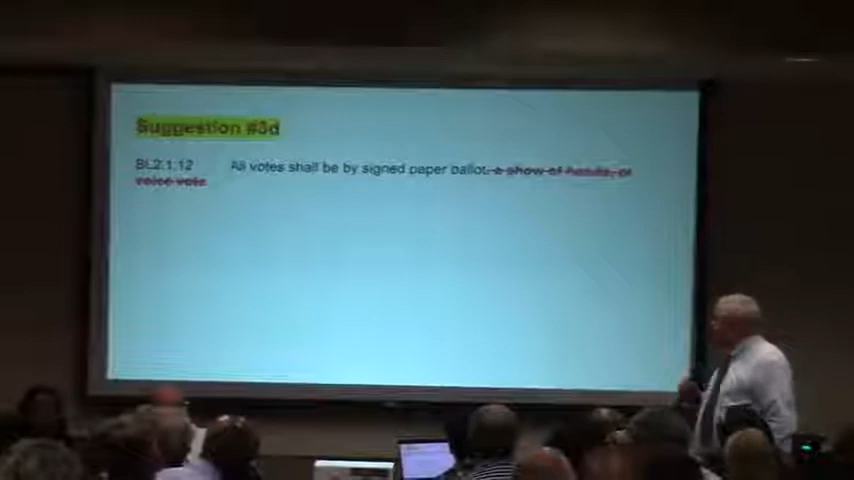 Suggestion #3d
BL2.1.12 All votes shall be by signed paper ballot, a show of hands, or
voice vote